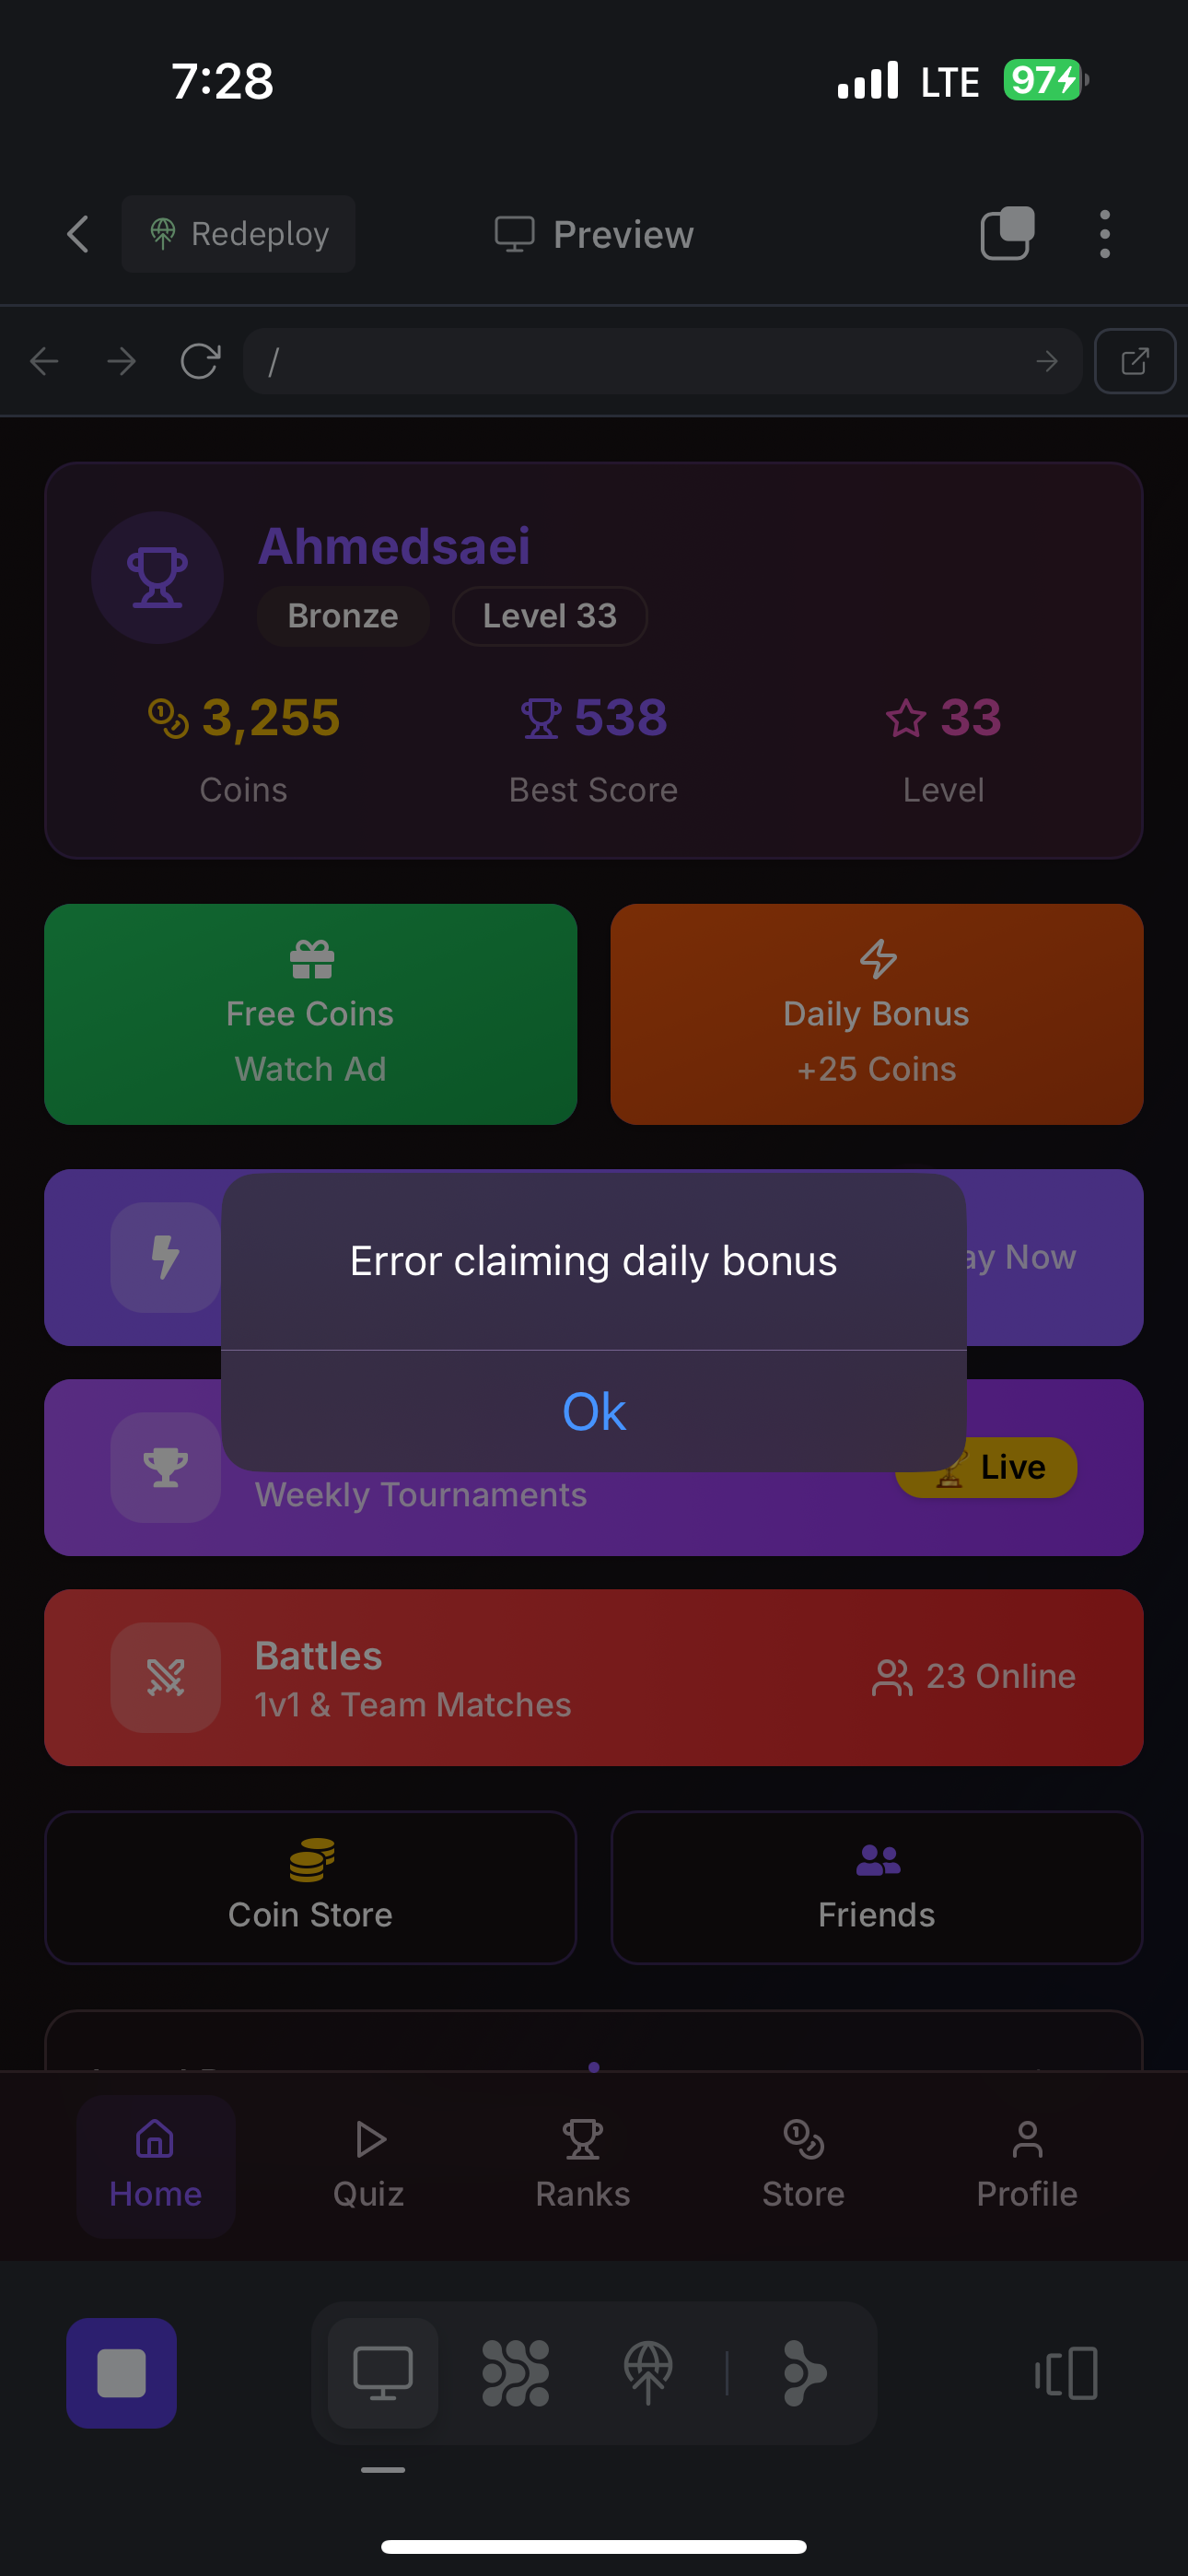 7:28
LTE
97
Redeploy
Preview
/
Ahmedsaei
Bronze
Level 33
3,255
538
33
Coins
Best Score
Level
Free Coins
Daily Bonus
Watch Ad
+25 Coins
Error claiming daily bonus
Now
Ok
Live
Weekly Tournaments
Battles
1v1 & Team Matches
23 Online
Coin Store
Friends
Home
Quiz
Ranks
Store
Profile